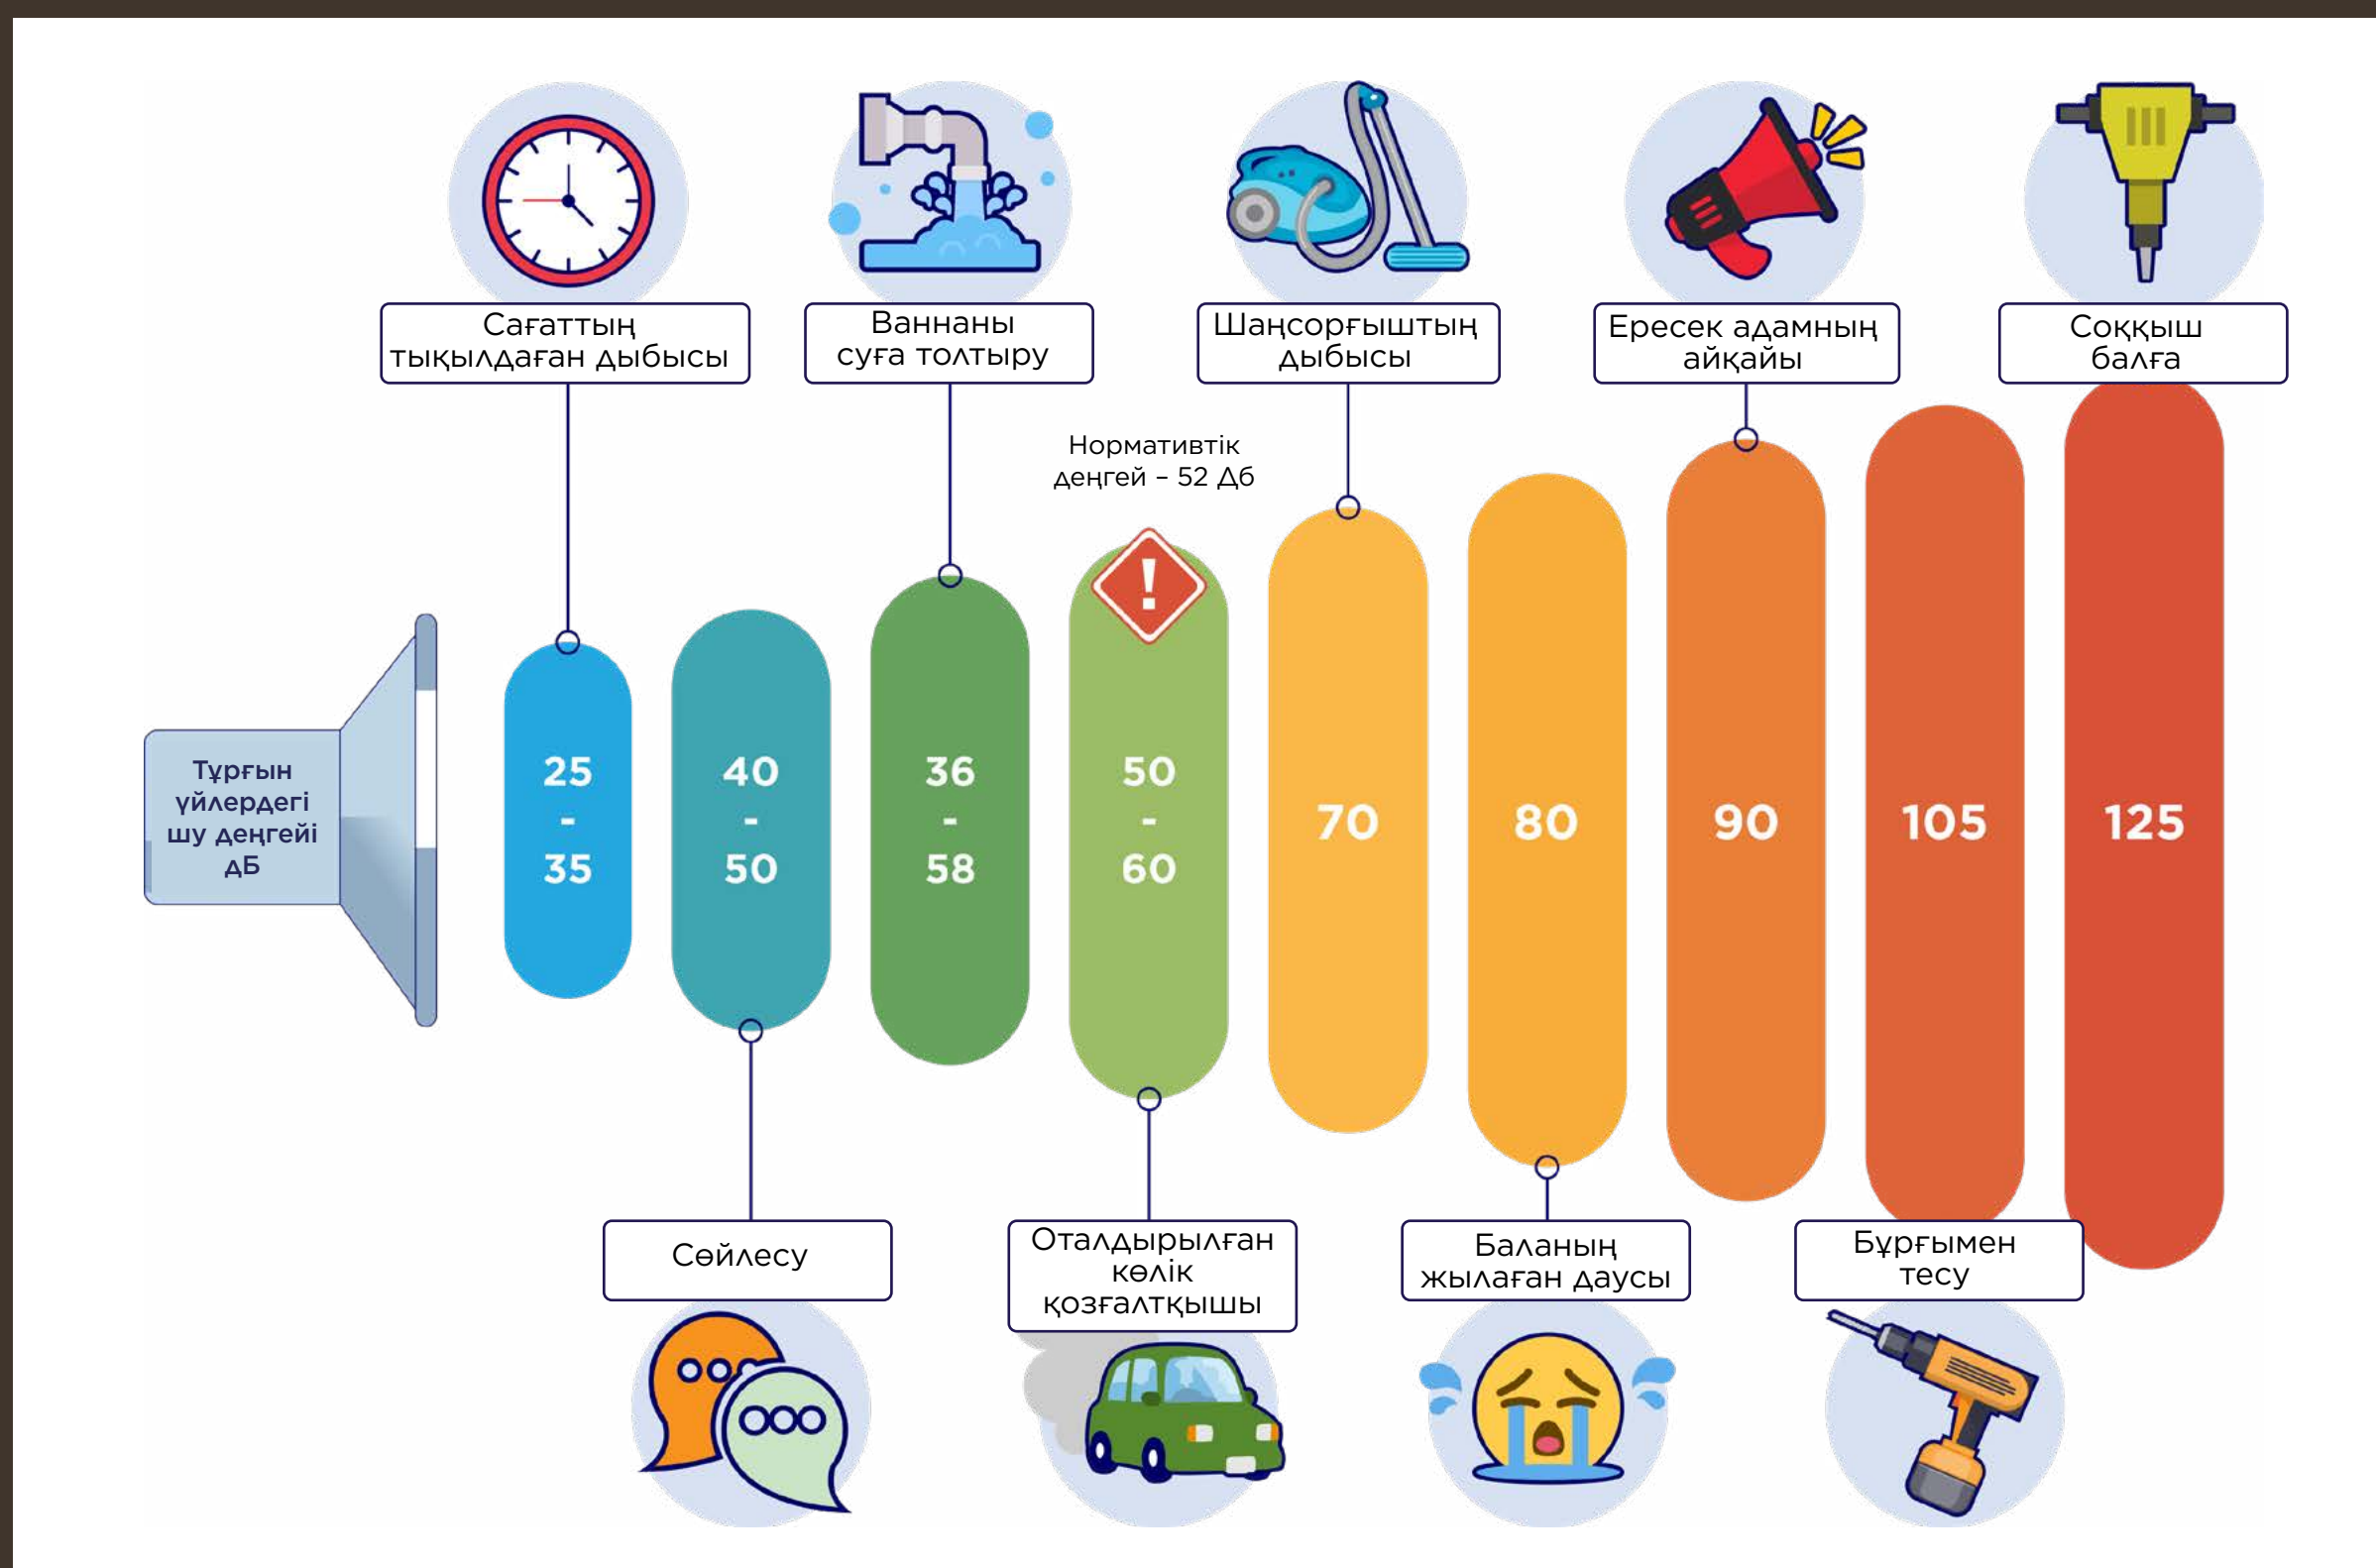 Сағаттың
тықылдаған дыбысы
Ваннаны
суға толтыру
Шаңсорғыштың
дыбысы
Ересек адамның
айқайы
Соққыш
балға
Нормативтік
деңгей – 52 Дб
Тұрғын
үйлердегі
шу деңгейі
дБ
25
-
35
40
-
50
36
-
58
!
50
-
60
70
80
90
105
125
Сөйлесу
Оталдырылған
көлік
қозғалтқышы
Баланың
жылаған даусы
Бұрғымен
тесу